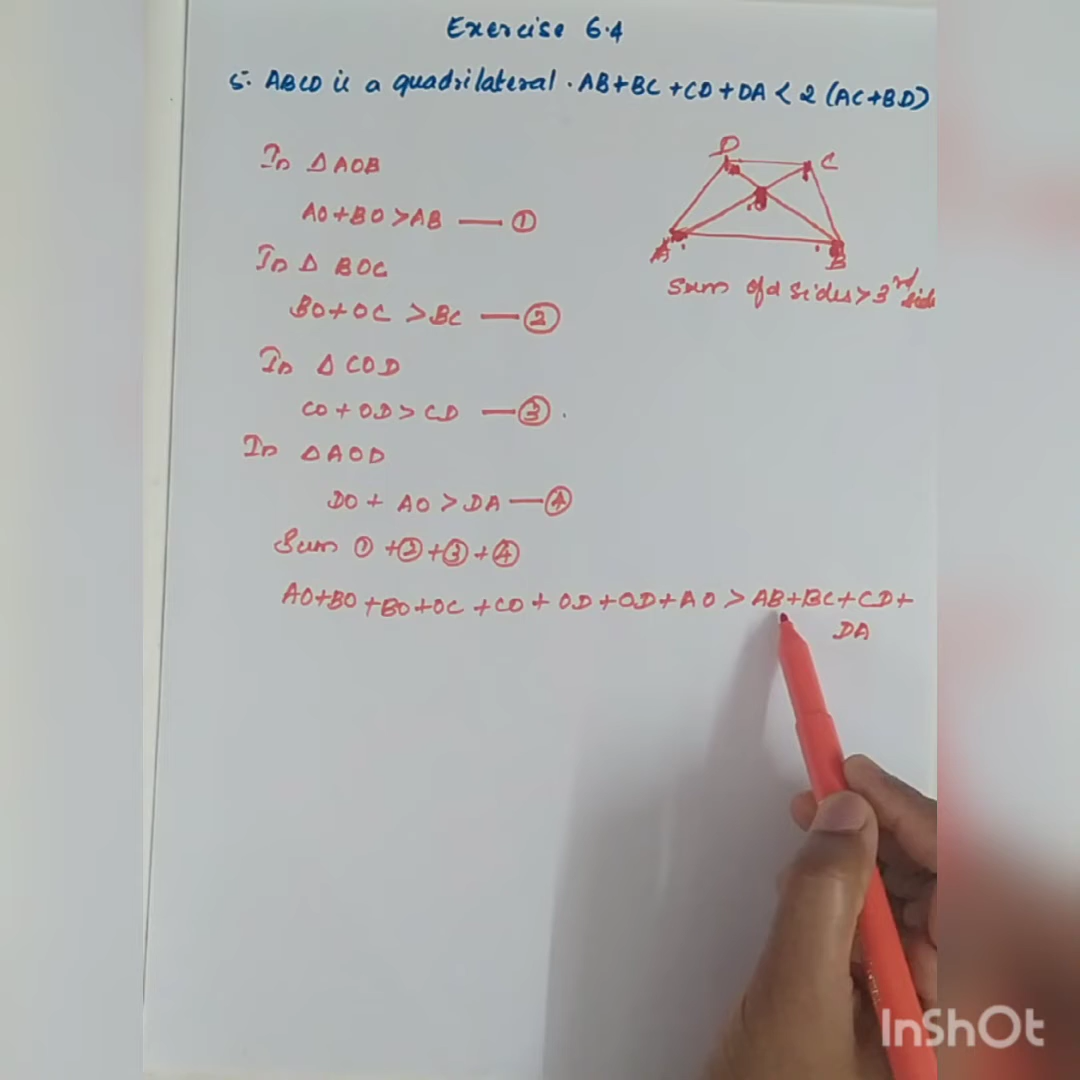 Exercise 6.4
5. ABCD is a quadrilateral. AB+BC+CD+DA < 2 (AC+BD)
In △AOB
AO+BO>AB — ①
In △ BOC
BO+OC >BC — ②
In △ COD
CO + OD > CD — ③.
In △AOD
DO + AO > DA — ④
Sum ① +②+③+④
AO+BO+BO+OC+CO+OD+OD+AO > AB+BC+CD+
DA
D
C
O
A
B
Sum of 2 sides > 3rd side
InShOt